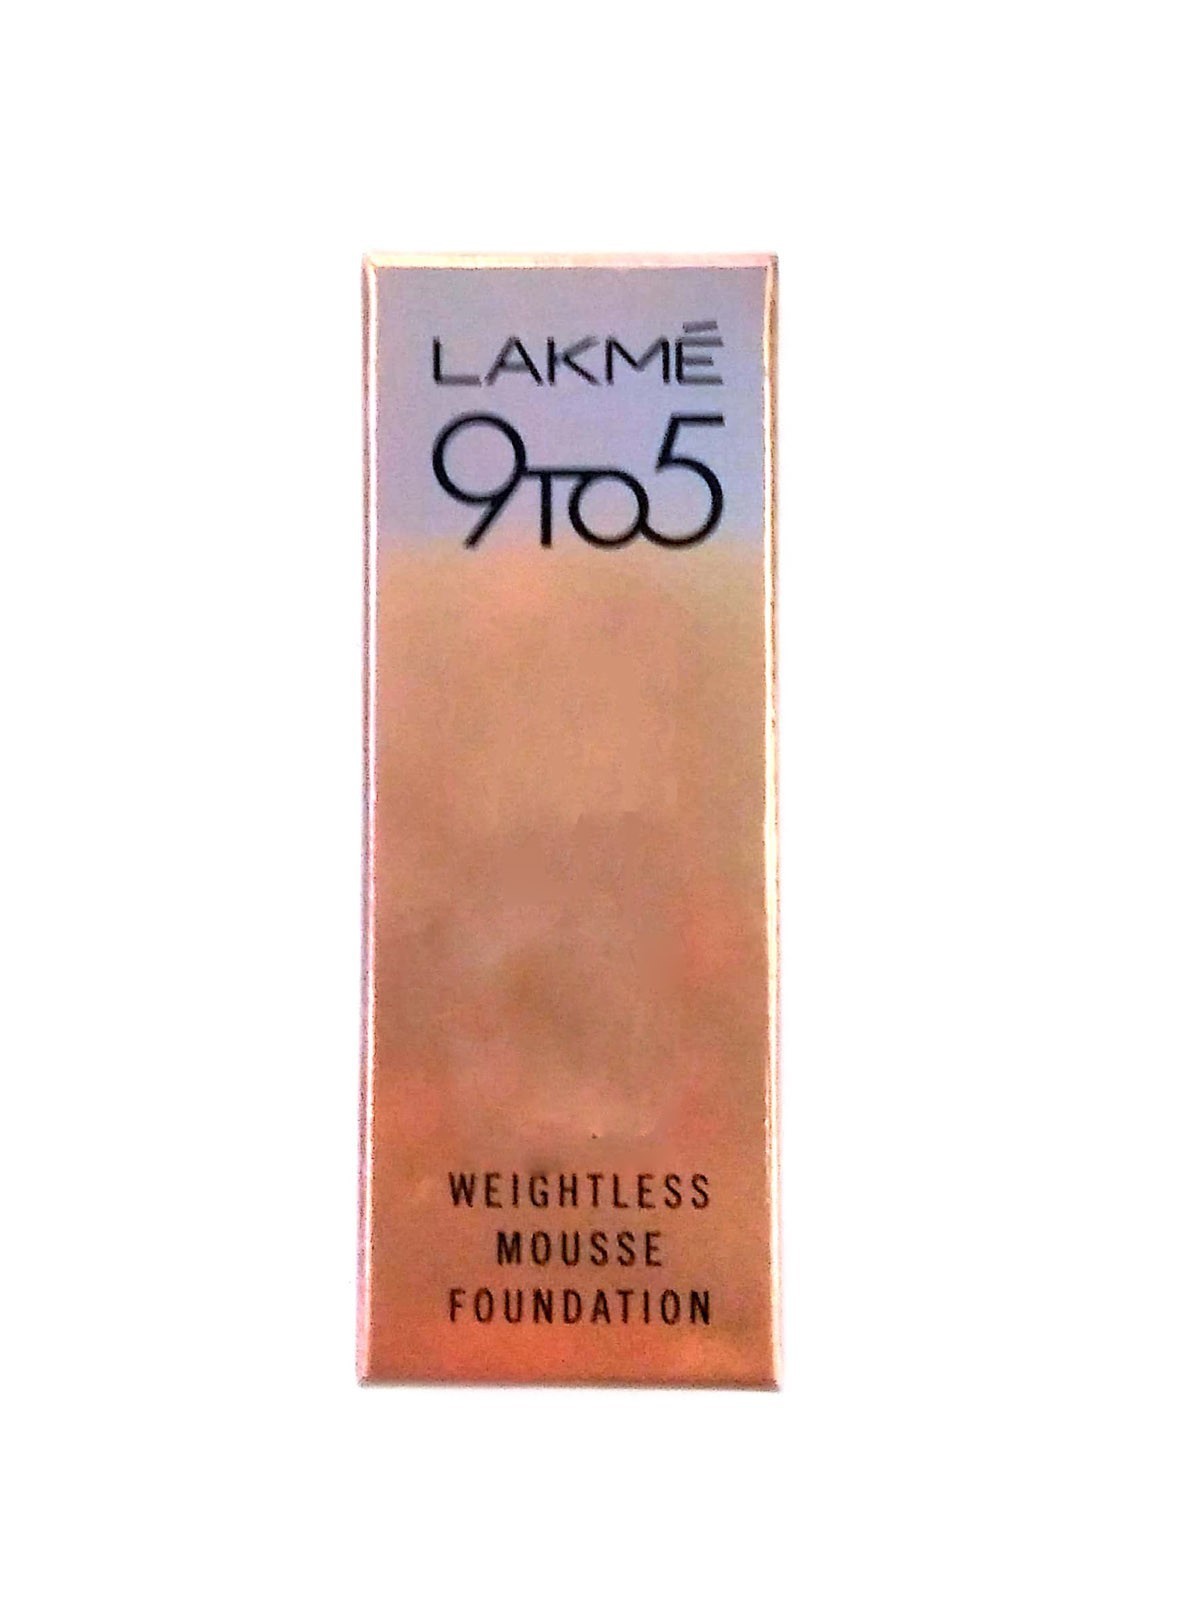 LAKMÉ
9TO5
WEIGHTLESS
MOUSSE
FOUNDATION